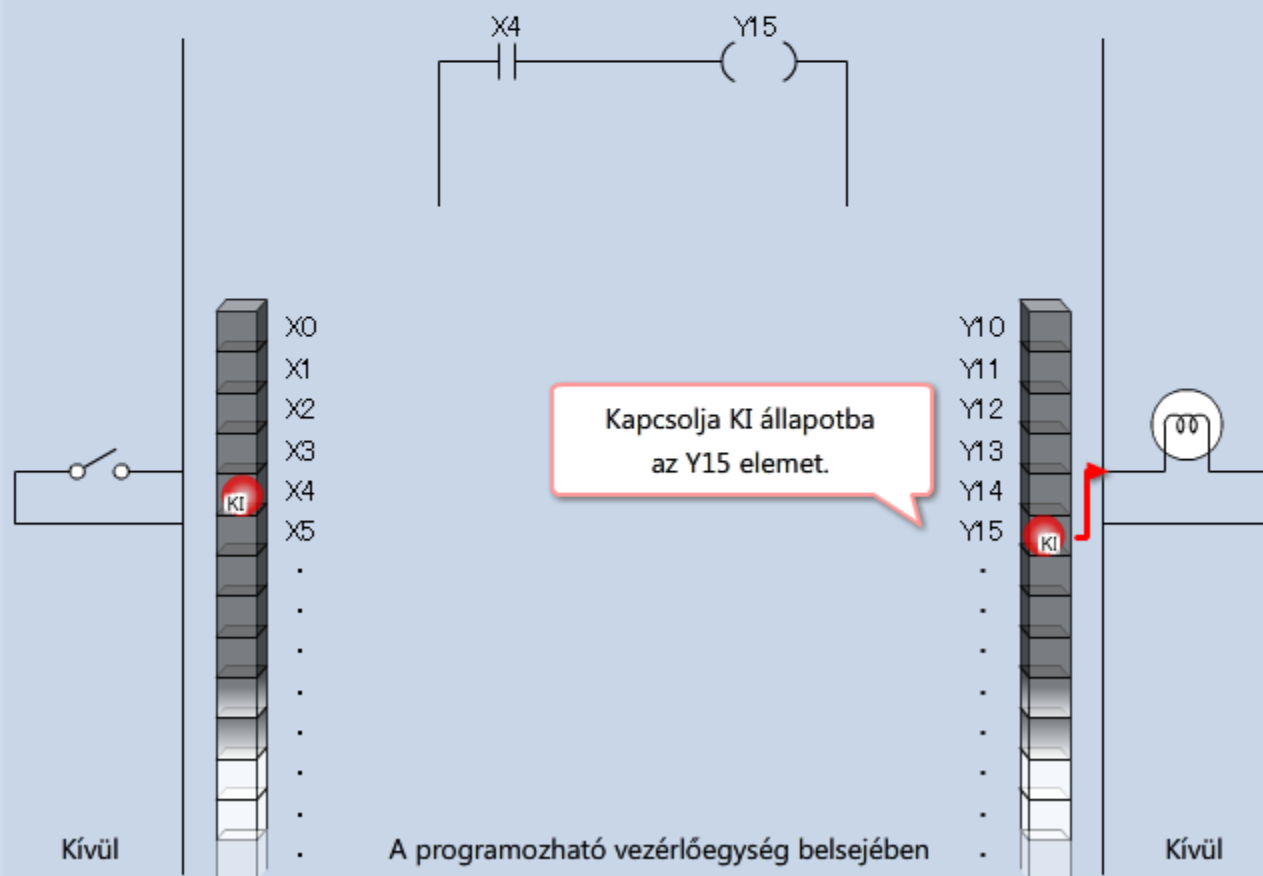 X4
Y15
X0
X1
X2
X3
X4
X5
KI
Kapcsolja KI állapotba
az Y15 elemet.
Y10
Y11
Y12
Y13
Y14
Y15
KI
Kívül
A programozható vezérlőegység belsejében
Kívül